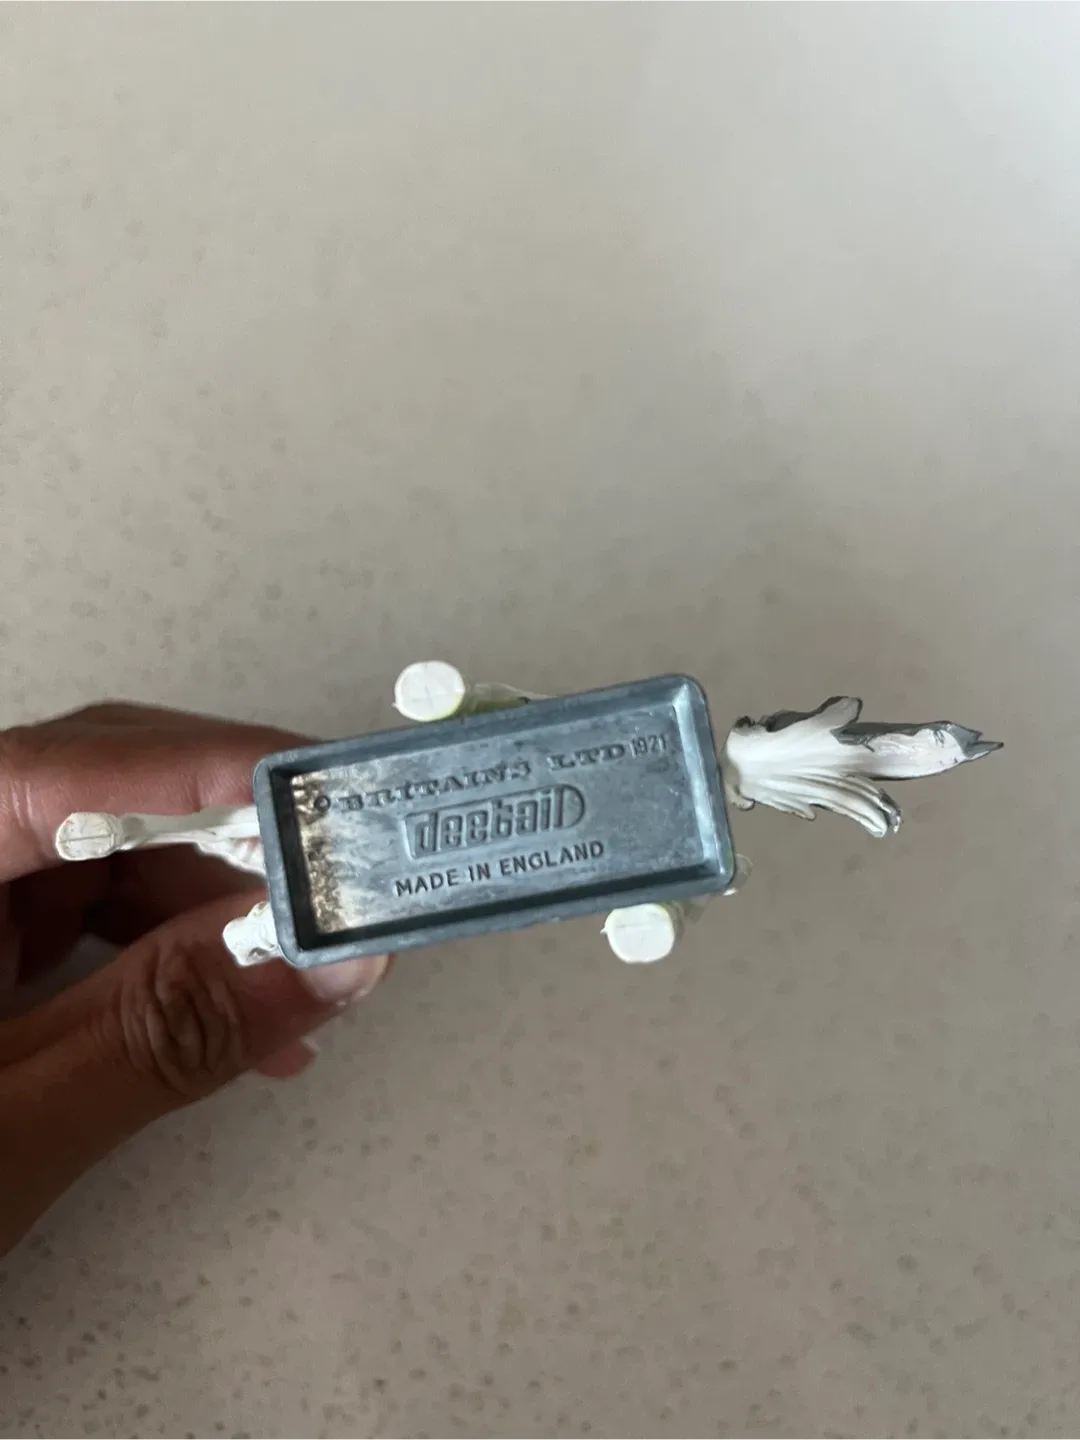 © BRITAINS LTD 1971
deetail
MADE IN ENGLAND